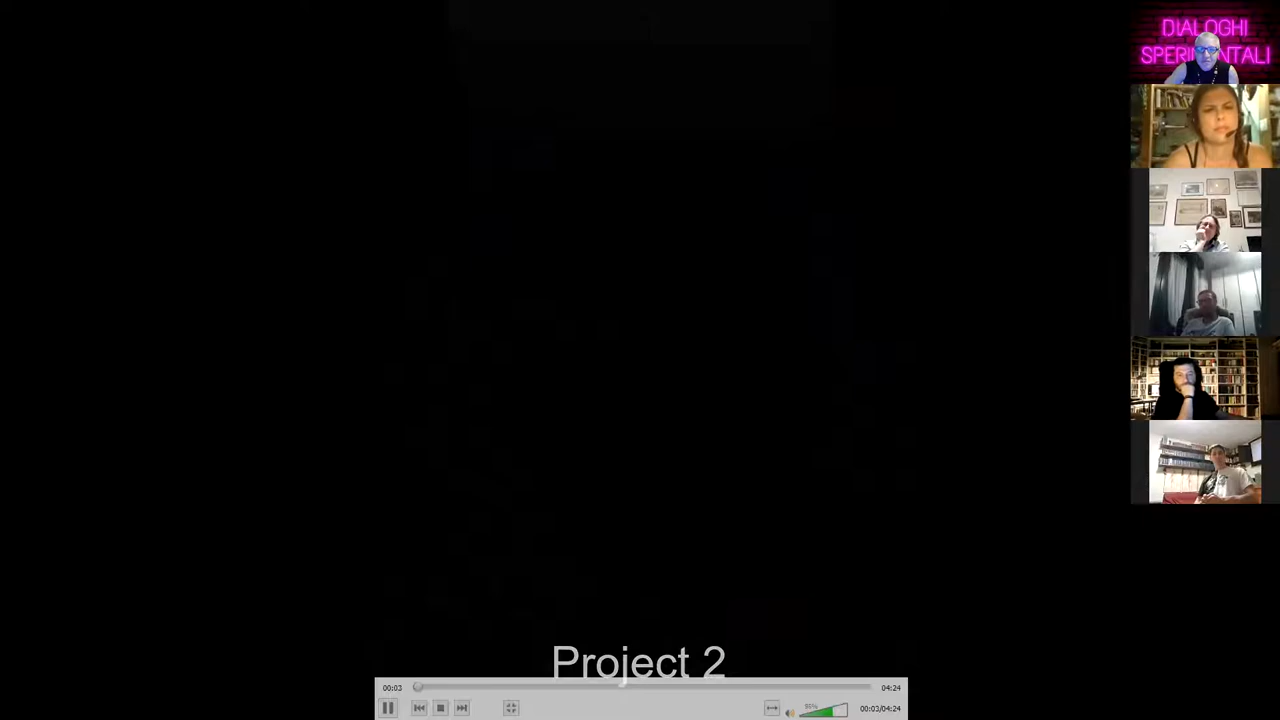 DIALOGHI
SPERIMENTALI
Project 2
00:03
04:24
00:03/04:24